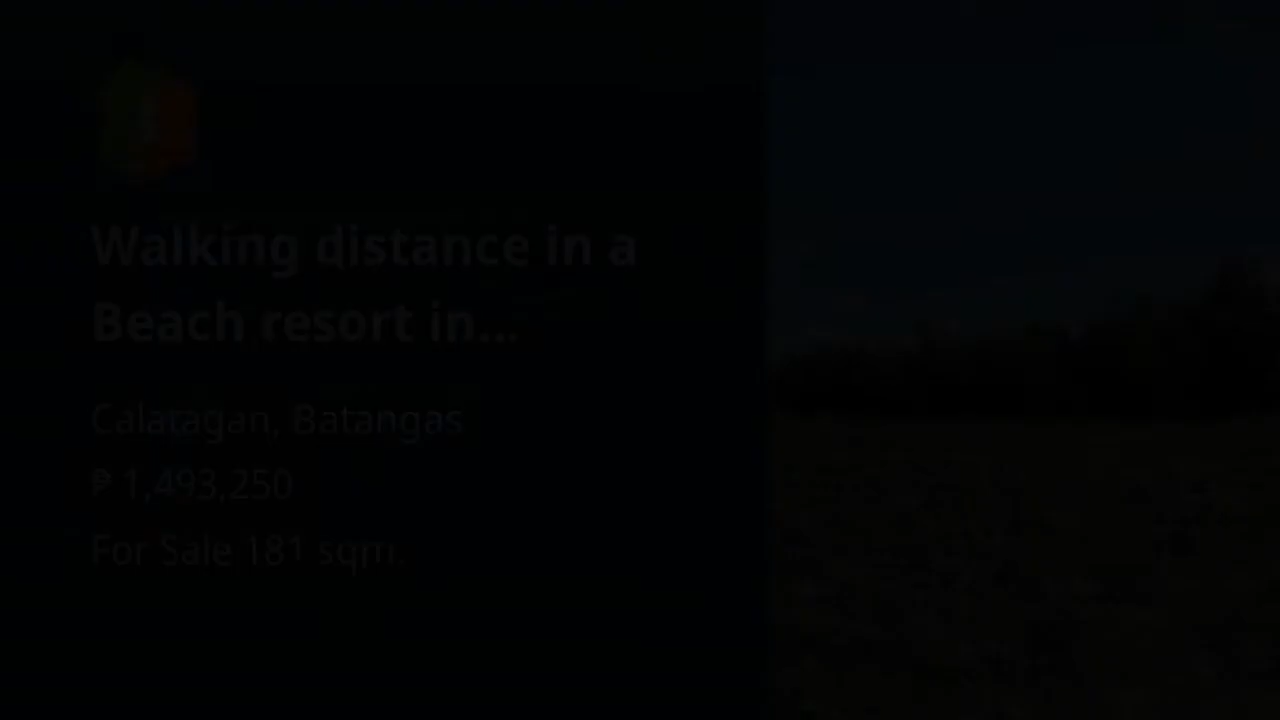 Walking distance in a
Beach resort in...
Calatagan, Batangas
₱ 1,493,250
For Sale 181 sqm.